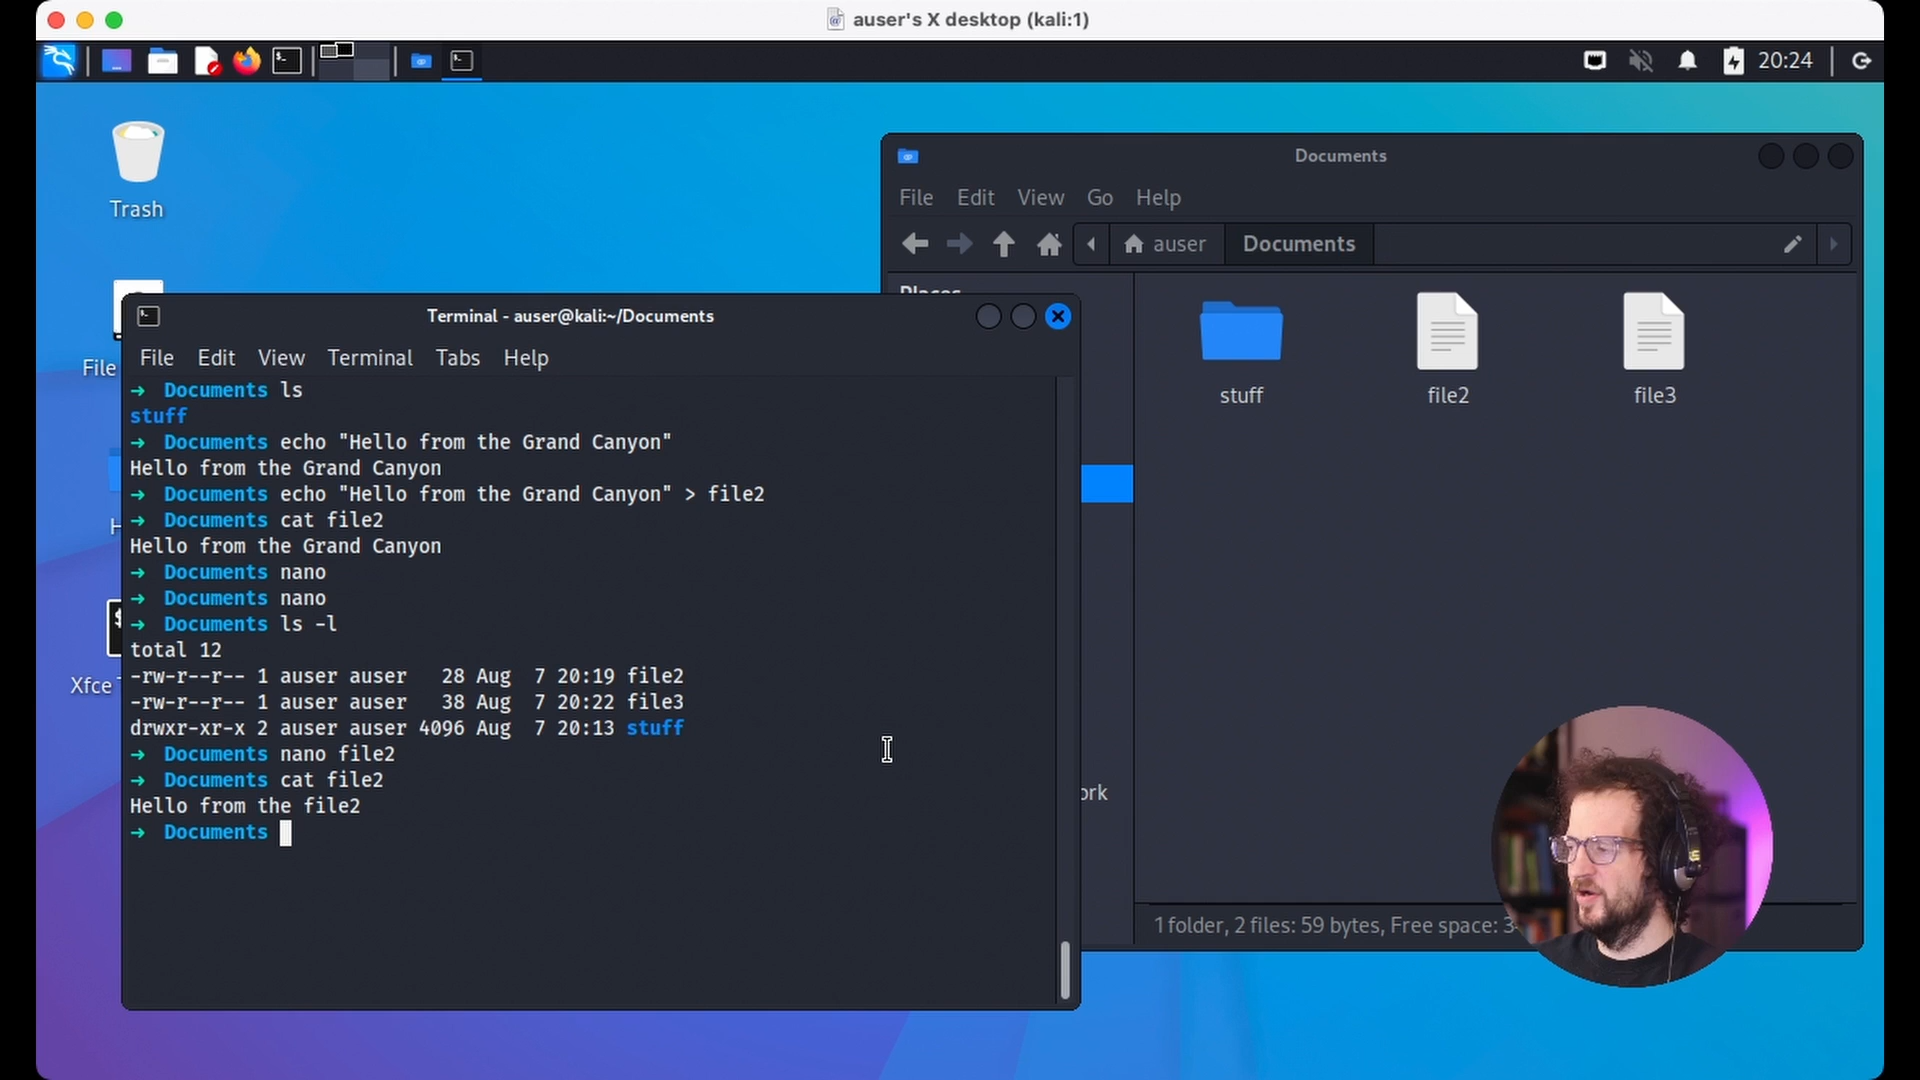 auser's X desktop (kali:1)
20:24
Trash
File
Xfce
Documents
File Edit View Go Help
auser Documents
stuff
file2
file3
1 folder, 2 files: 59 bytes, Free space:
Terminal - auser@kali:~/Documents
File Edit View Terminal Tabs Help
→ Documents ls
stuff
→ Documents echo "Hello from the Grand Canyon"
Hello from the Grand Canyon
→ Documents echo "Hello from the Grand Canyon" > file2
→ Documents cat file2
Hello from the Grand Canyon
→ Documents nano
→ Documents nano
→ Documents ls -l
total 12
-rw-r--r-- 1 auser auser   28 Aug  7 20:19 file2
-rw-r--r-- 1 auser auser   38 Aug  7 20:22 file3
drwxr-xr-x 2 auser auser 4096 Aug  7 20:13 stuff
→ Documents nano file2
→ Documents cat file2
Hello from the file2
→ Documents